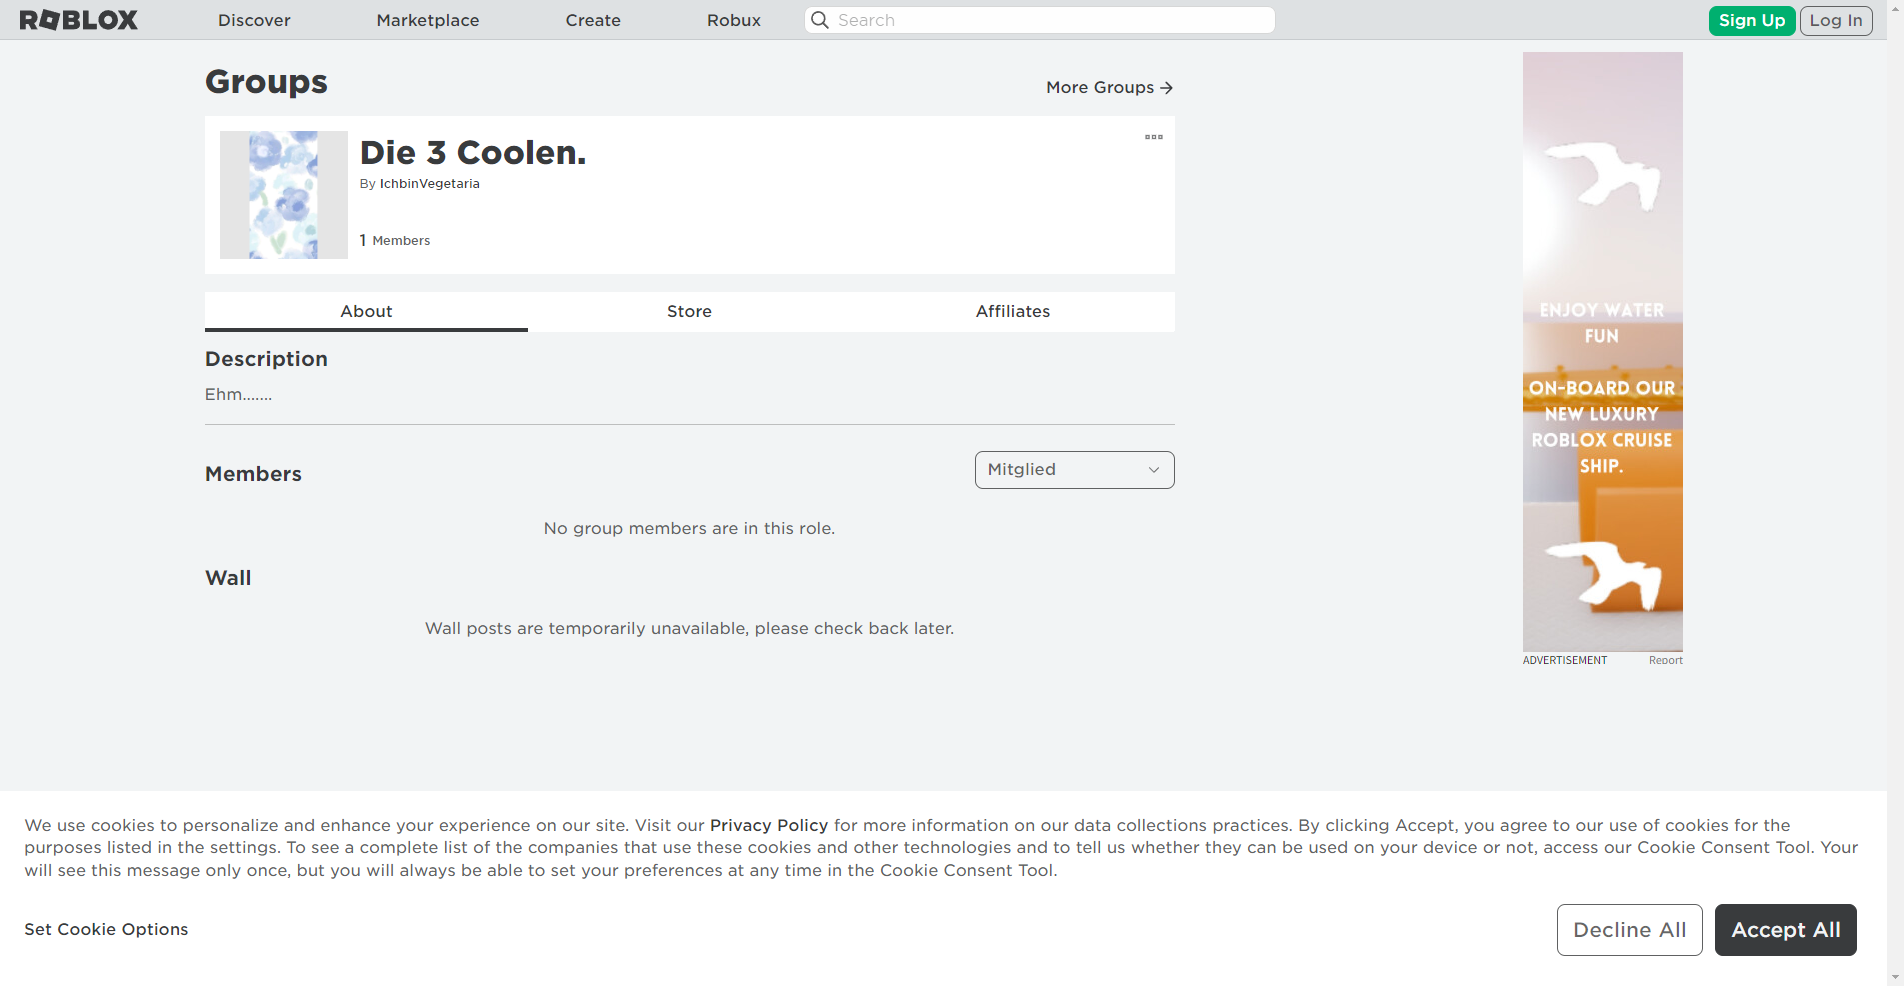 ROBLOX
Discover
Marketplace
Create
Robux
Search
Sign Up
Log In
Groups
More Groups
Die 3 Coolen.
By IchbinVegetaria
1 Members
About
Store
Affiliates
Description
Ehm.......
Members
Mitglied
No group members are in this role.
Wall
Wall posts are temporarily unavailable, please check back later.
ENJOY WATER
FUN
ON-BOARD OUR
NEW LUXURY
ROBLOX CRUISE
SHIP.
ADVERTISEMENT
Report
We use cookies to personalize and enhance your experience on our site. Visit our Privacy Policy for more information on our data collections practices. By clicking Accept, you agree to our use of cookies for the
purposes listed in the settings. To see a complete list of the companies that use these cookies and other technologies and to tell us whether they can be used on your device or not, access our Cookie Consent Tool. Your
will see this message only once, but you will always be able to set your preferences at any time in the Cookie Consent Tool.
Set Cookie Options
Decline All
Accept All